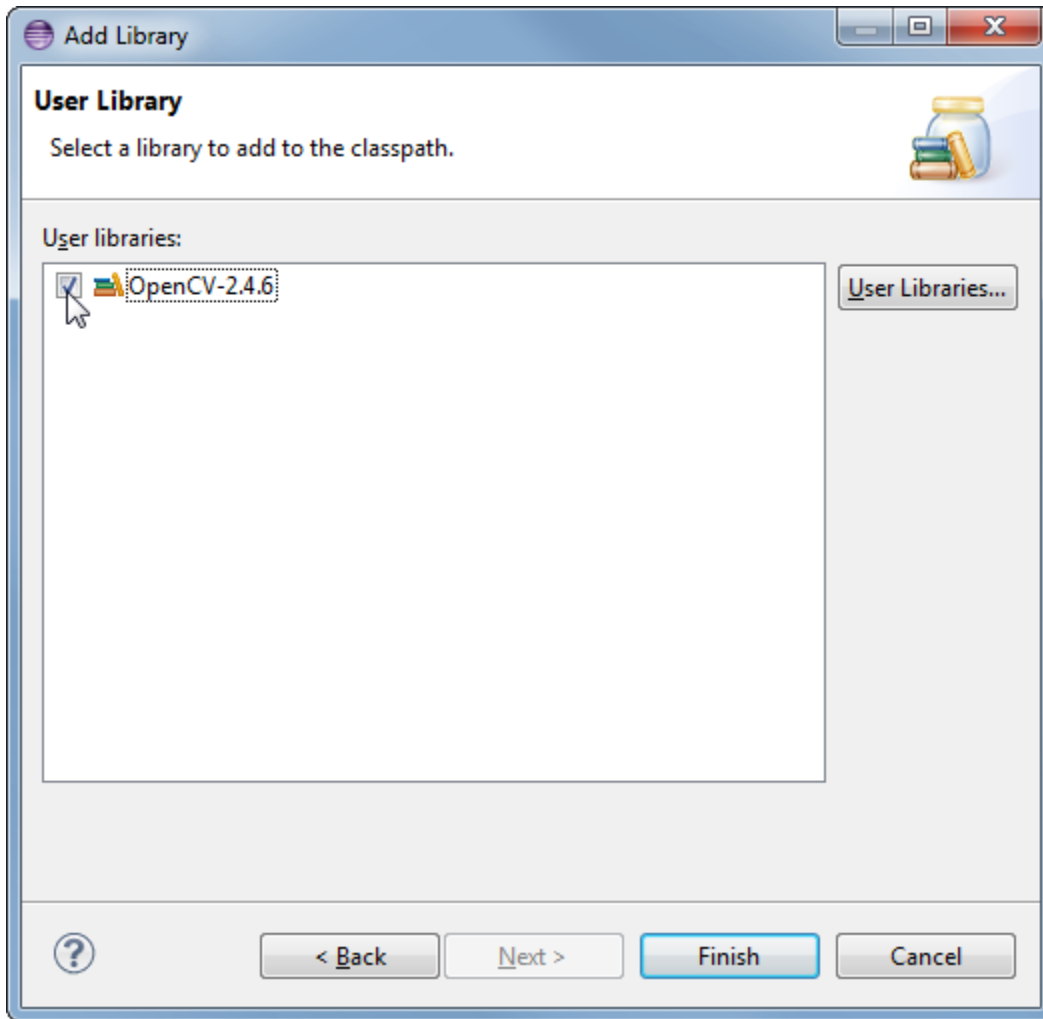 Add Library
User Library
Select a library to add to the classpath.
User libraries:
OpenCV-2.4.6
User Libraries...
?
< Back
Next >
Finish
Cancel